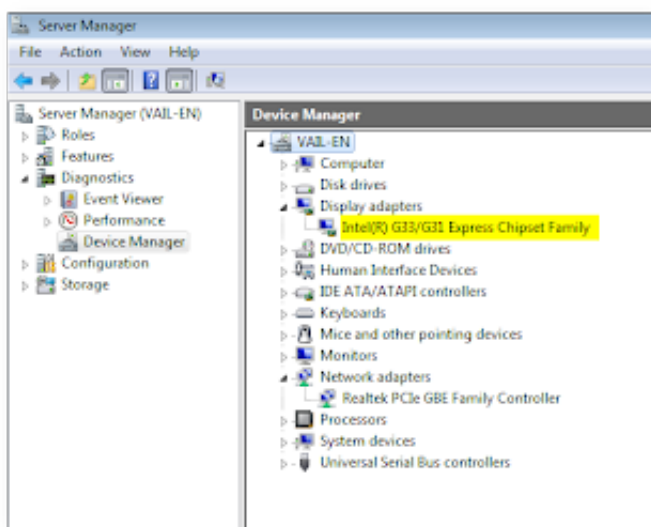 Server Manager
File Action View Help
Server Manager (VAIL-EN)
Roles
Features
Diagnostics
Event Viewer
Performance
Device Manager
Configuration
Storage
Device Manager
VAIL-EN
Computer
Disk drives
Display adapters
Intel(R) G33/G31 Express Chipset Family
DVD/CD-ROM drives
Human Interface Devices
IDE ATA/ATAPI controllers
Keyboards
Mice and other pointing devices
Monitors
Network adapters
Realtek PCIe GBE Family Controller
Processors
System devices
Universal Serial Bus controllers